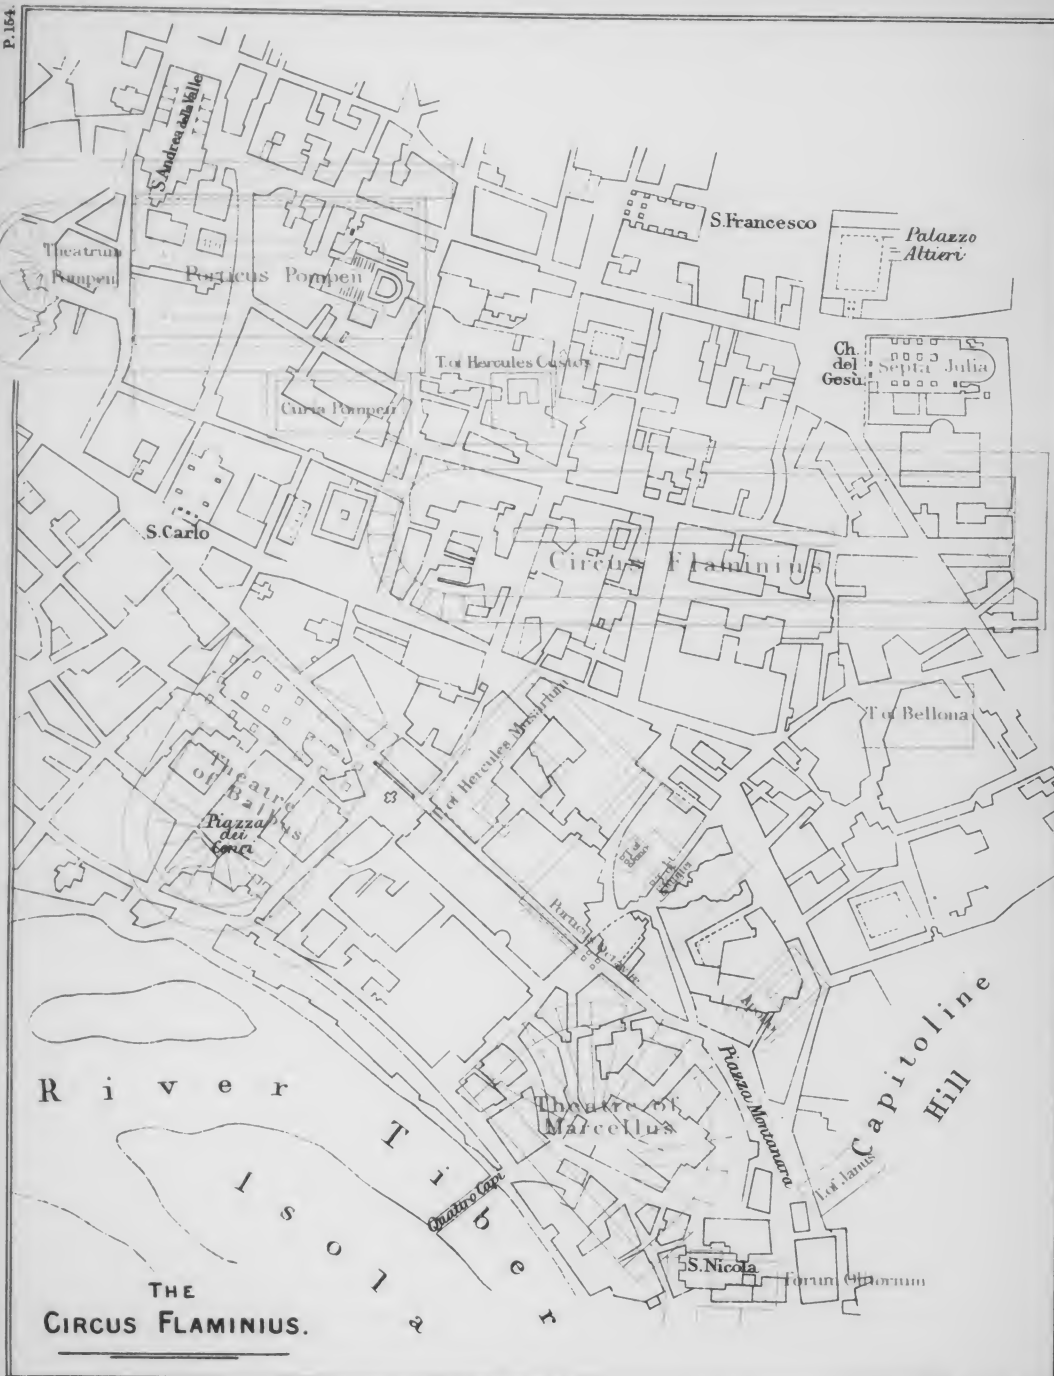 P. 154.
S. Andrea della Valle
S. Francesco
Palazzo
Altieri
Theatrum
Pompeii
Porticus Pompeii
T. of Hercules Custos
Ch.
del
Gesù
Septa Julia
Curia Pompeii
S. Carlo
Circus Flaminius
T. of Bellona
T. of Hercules Musarum
Theatre
of Balbus
Piazza
dei
Cenci
Porticus Octaviae
Apollo
Piazza Montanara
Capitoline
Hill
River Tiber
Theatre of
Marcellus
T. of Janus
Isola
Quattro Capi
S. Nicola
Forum Olitorium
THE
CIRCUS FLAMINIUS.